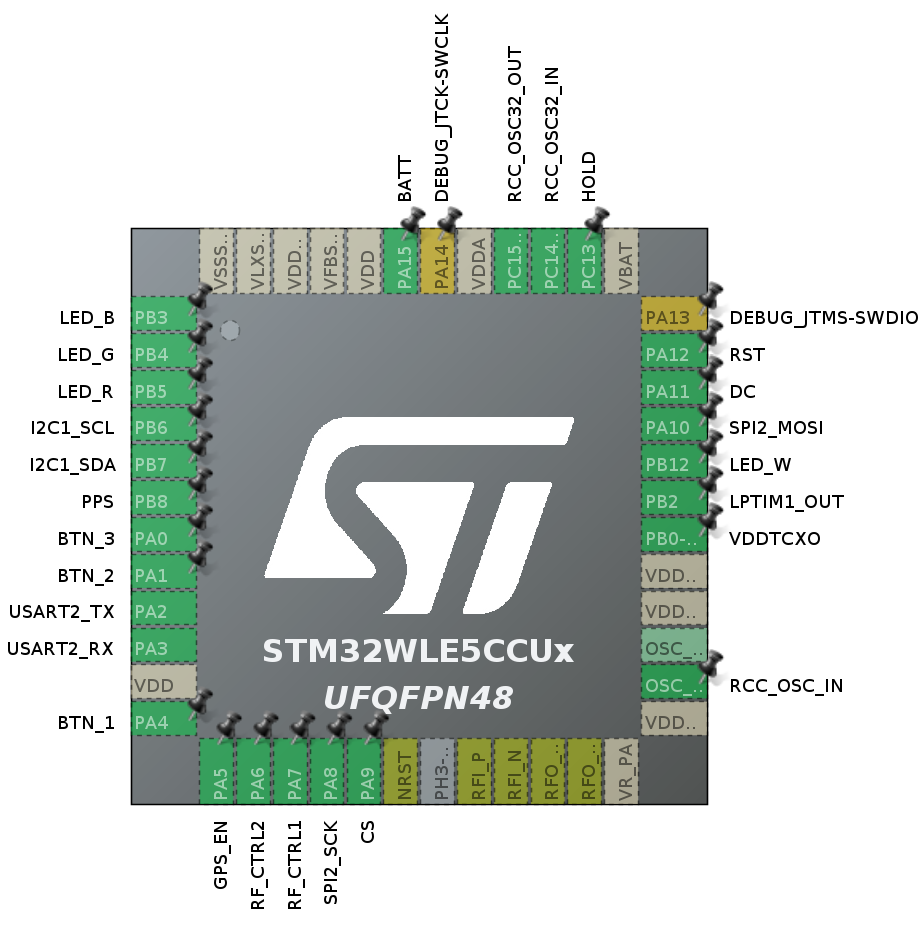 BATT
DEBUG_JTCK-SWCLK
RCC_OSC32_OUT
RCC_OSC32_IN
HOLD
VSSS..
VLXS..
VDD..
VFBS..
VDD
PA15
PA14
VDDA
PC15..
PC14..
PC13
VBAT
LED_B PB3
LED_G PB4
LED_R PB5
I2C1_SCL PB6
I2C1_SDA PB7
PPS PB8
BTN_3 PA0
BTN_2 PA1
USART2_TX PA2
USART2_RX PA3
VDD
BTN_1 PA4
PA13 DEBUG_JTMS-SWDIO
PA12 RST
PA11 DC
PA10 SPI2_MOSI
PB12 LED_W
PB2 LPTIM1_OUT
PB0-.. VDDTCXO
VDD..
VDD..
OSC_..
OSC_.. RCC_OSC_IN
VDD..
ST
STM32WLE5CCUx
UFQFPN48
PA5
PA6
PA7
PA8
PA9
NRST
PH3-..
RFI_P
RFI_N
RFO_..
RFO_..
VR_PA
GPS_EN
RF_CTRL2
RF_CTRL1
SPI2_SCK
CS